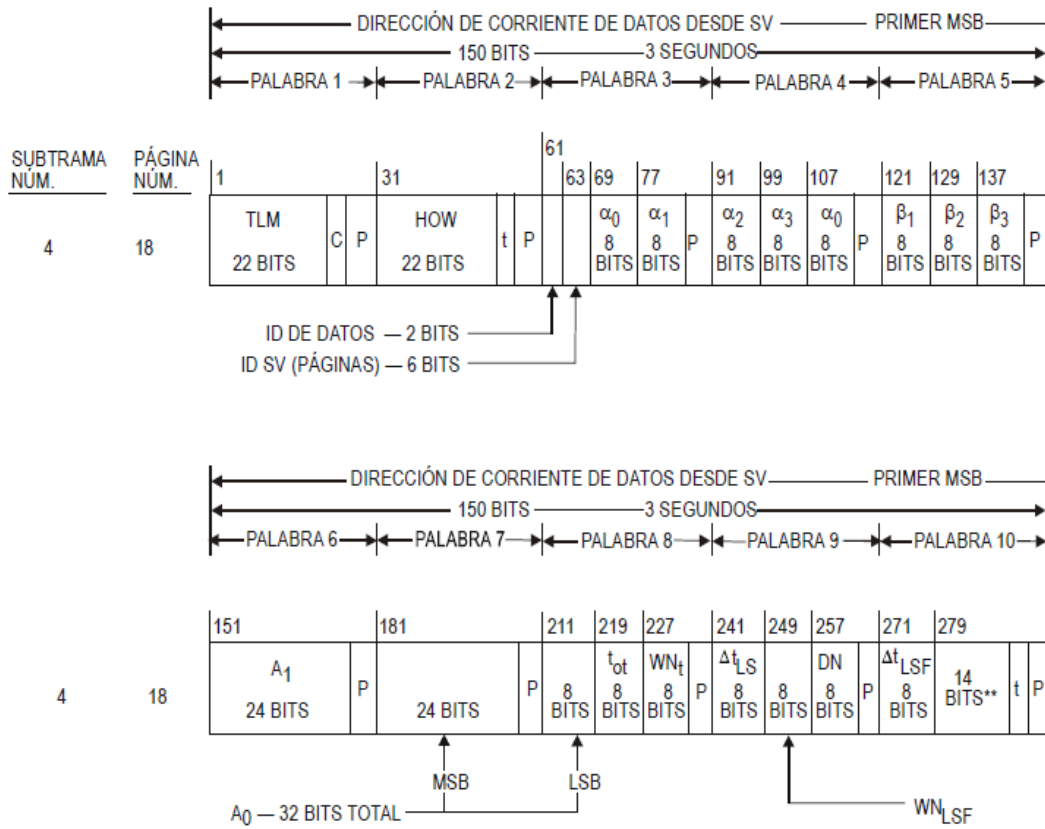 DIRECCIÓN DE CORRIENTE DE DATOS DESDE SV PRIMER MSB
150 BITS 3 SEGUNDOS
PALABRA 1 PALABRA 2 PALABRA 3 PALABRA 4 PALABRA 5
SUBTRAMA NÚM. PÁGINA NÚM.
61
1 31 63 69 77 91 99 107 121 129 137
4 18
TLM 22 BITS C P HOW 22 BITS t P α0 8 BITS α1 8 BITS P α2 8 BITS α3 8 BITS α0 8 BITS P β1 8 BITS β2 8 BITS β3 8 BITS P
ID DE DATOS — 2 BITS
ID SV (PÁGINAS) — 6 BITS
DIRECCIÓN DE CORRIENTE DE DATOS DESDE SV PRIMER MSB
150 BITS 3 SEGUNDOS
PALABRA 6 PALABRA 7 PALABRA 8 PALABRA 9 PALABRA 10
151 181 211 219 227 241 249 257 271 279
4 18
A1 24 BITS P 24 BITS P 8 BITS tot 8 BITS WNt 8 BITS P ΔtLS 8 BITS 8 BITS DN 8 BITS P ΔtLSF 8 BITS 14 BITS** t P
MSB LSB
A0 — 32 BITS TOTAL
WNLSF